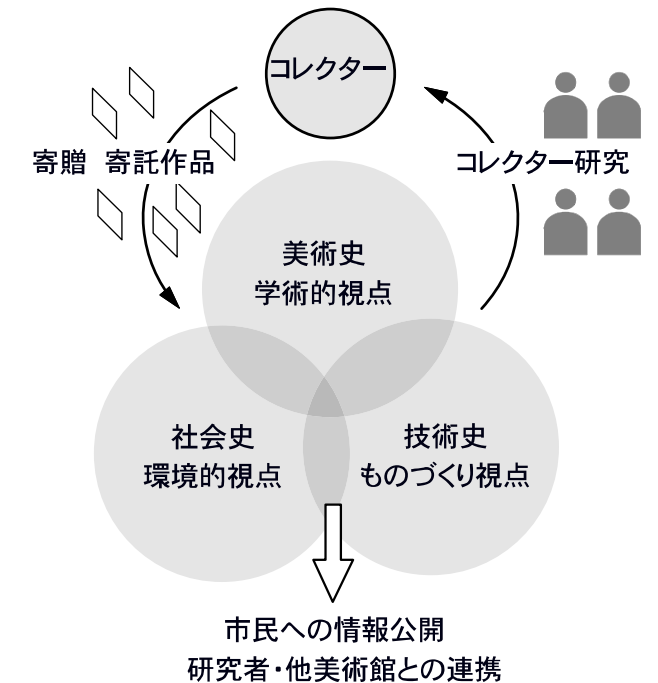 コレクター
寄贈　寄託作品
コレクター研究
美術史
学術的視点
社会史
環境的視点
技術史
ものづくり視点
市民への情報公開
研究者・他美術館との連携